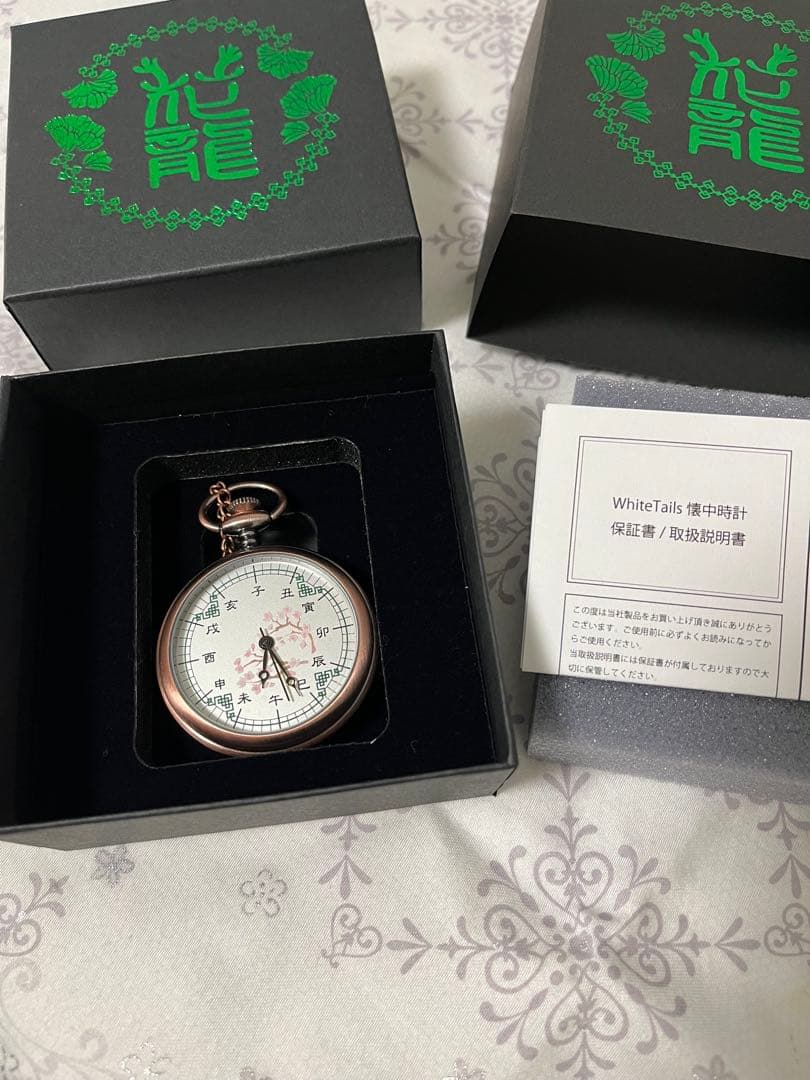 龍
龍
子
丑
寅
卯
辰
巳
午
未
申
酉
戌
亥
WhiteTails 懐中時計
保証書 / 取扱説明書
この度は当社製品をお買い上げ頂き誠にありがとう
ございます。ご使用前に必ずよくお読みになってか
らご使用ください。
当取扱説明書には保証書が付属しておりますので大
切に保管してください。